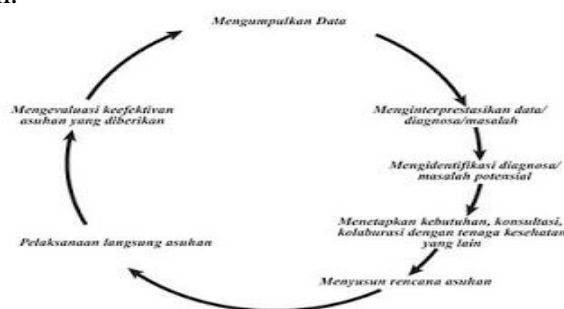 Mengumpulkan Data
Menginterprestasikan data/
diagnosa/masalah
Mengidentifikasi diagnosa/
masalah potensial
Menetapkan kebutuhan, konsultasi,
kolaburasi dengan tenaga kesehatan
yang lain
Menyusun rencana asuhan
Pelaksanaan langsung asuhan
Mengevaluasi keefektivan
asuhan yang diberikan